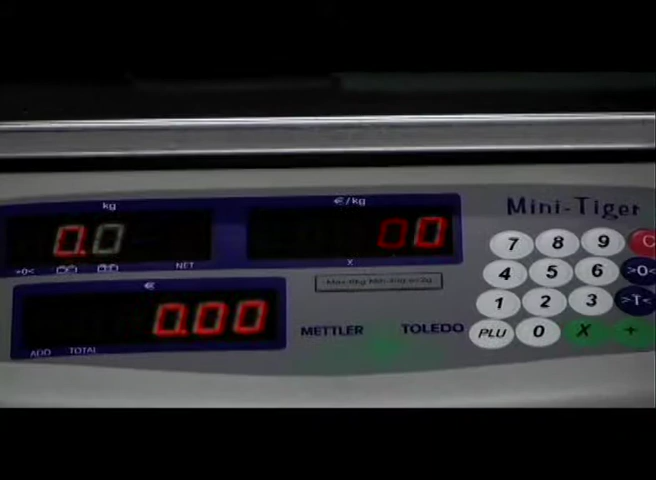 kg
€/kg
Mini-Tiger
0.0
00
7 8 9 C
>0<
NET
X
4 5 6 >0<
€
0.00
1 2 3 >T<
METTLER TOLEDO
PLU 0 X +
ADD TOTAL